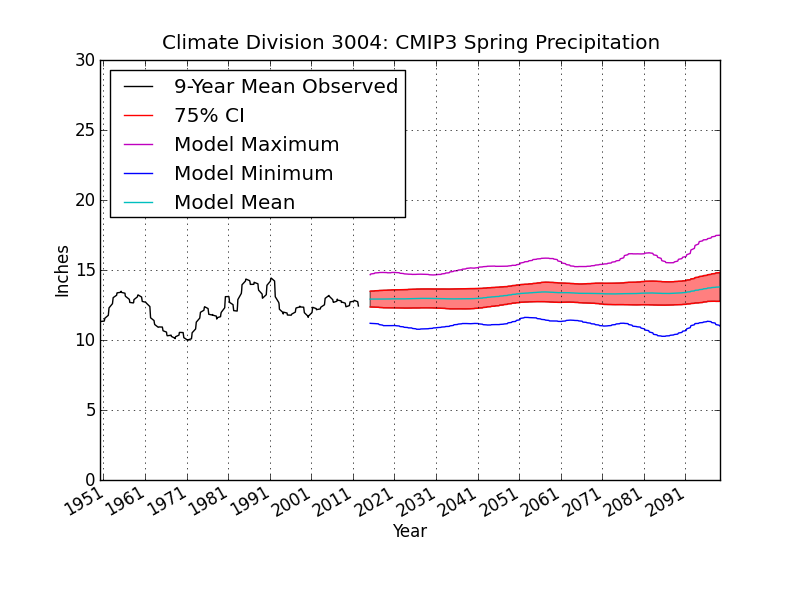 Climate Division 3004: CMIP3 Spring Precipitation
30
25
20
15
10
5
0
Inches
9-Year Mean Observed
75% CI
Model Maximum
Model Minimum
Model Mean
1951 1961 1971 1981 1991 2001 2011 2021 2031 2041 2051 2061 2071 2081 2091
Year